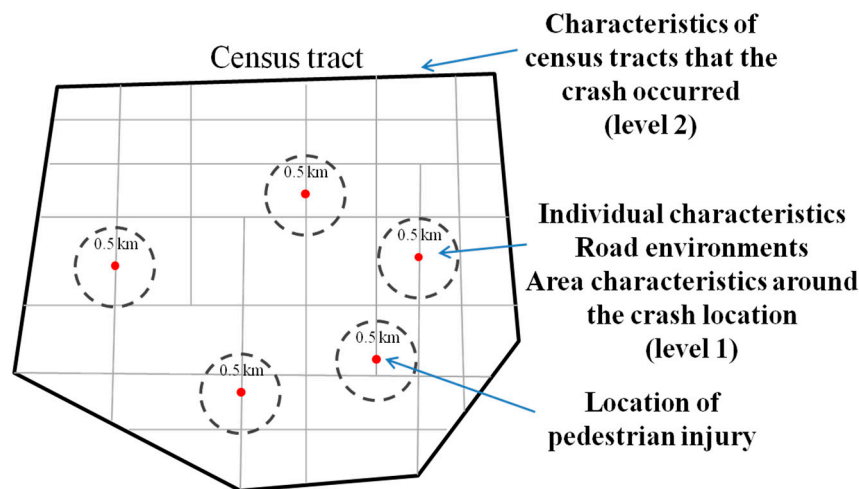 Census tract
Characteristics of
census tracts that the
crash occurred
(level 2)
0.5 km
0.5 km
0.5 km
0.5 km
0.5 km
Individual characteristics
Road environments
Area characteristics around
the crash location
(level 1)
Location of
pedestrian injury